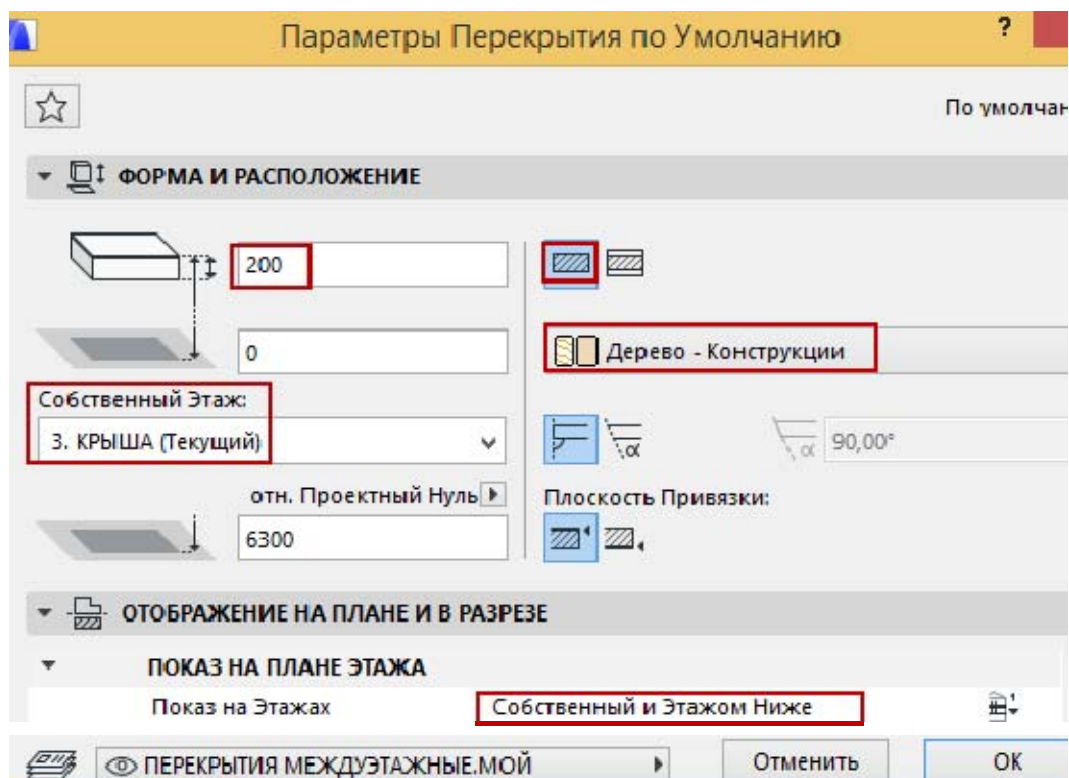 Параметры Перекрытия по Умолчанию
?
По умолчан
ФОРМА И РАСПОЛОЖЕНИЕ
200
0
Дерево - Конструкции
Собственный Этаж:
3. КРЫША (Текущий)
α
α 90,00°
отн. Проектный Нуль
Плоскость Привязки:
6300
ОТОБРАЖЕНИЕ НА ПЛАНЕ И В РАЗРЕЗЕ
ПОКАЗ НА ПЛАНЕ ЭТАЖА
Показ на Этажах Собственный и Этажом Ниже
ПЕРЕКРЫТИЯ МЕЖДУЭТАЖНЫЕ.МОЙ Отменить ОК